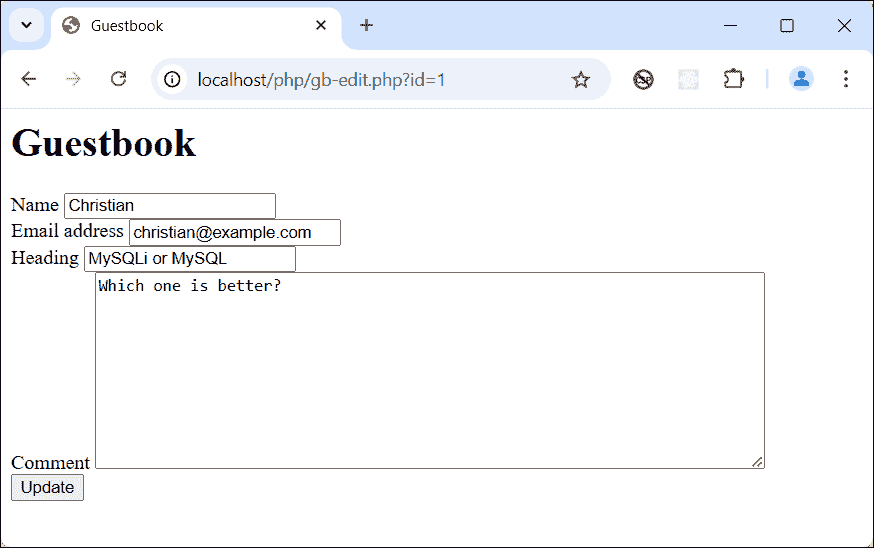 Guestbook
localhost/php/gb-edit.php?id=1
Guestbook
Name Christian
Email address christian@example.com
Heading MySQLi or MySQL
Which one is better?
Comment
Update